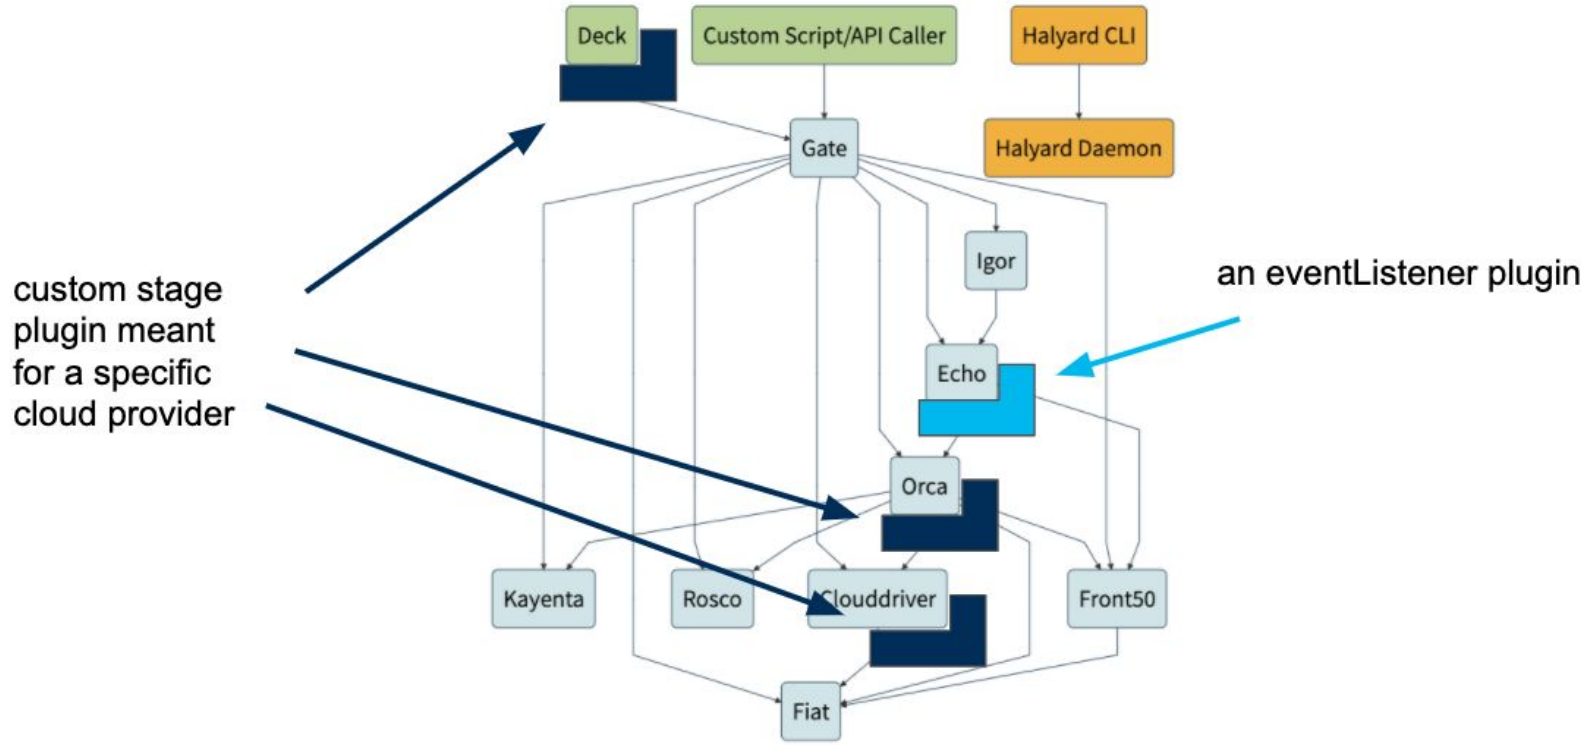 Deck
Custom Script/API Caller
Halyard CLI
Gate
Halyard Daemon
Igor
an eventListener plugin
custom stage
plugin meant
for a specific
cloud provider
Echo
Orca
Kayenta
Rosco
Clouddriver
Front50
Fiat